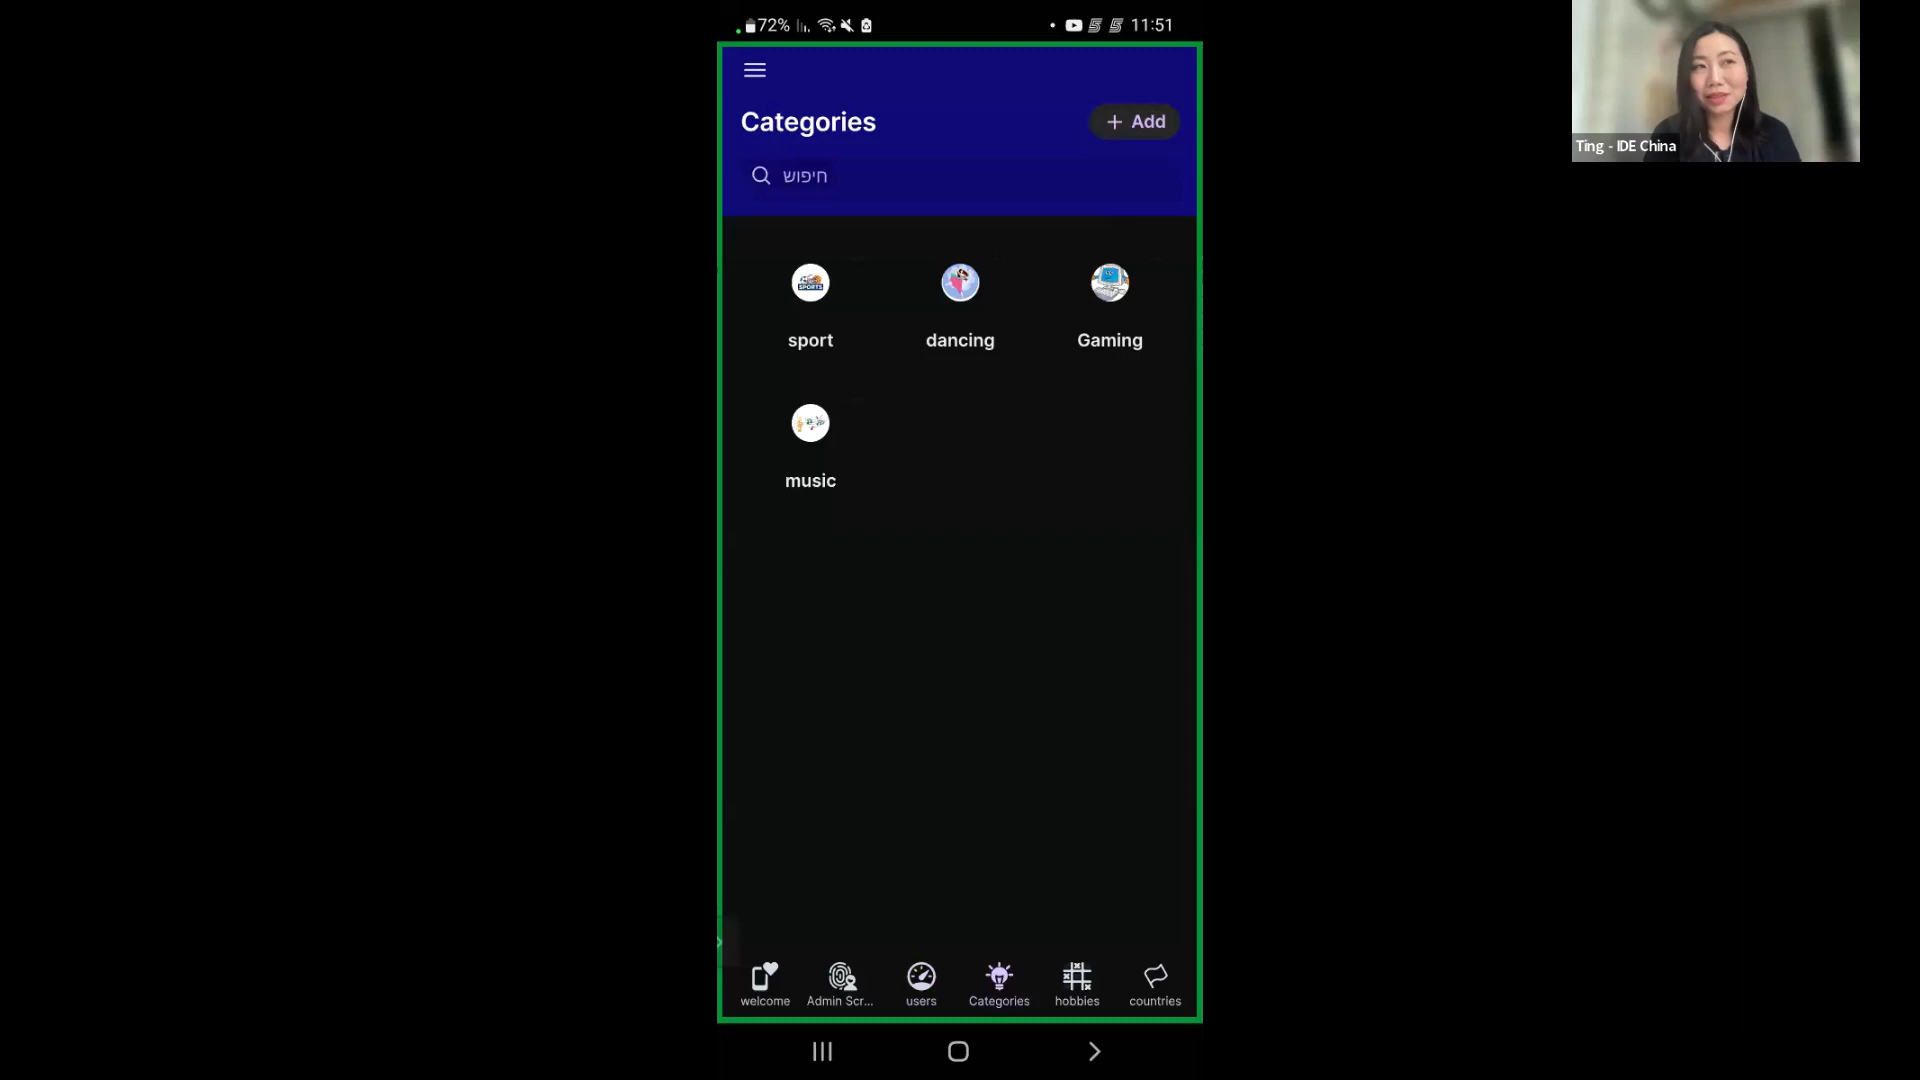 72% 11:51
Ting - IDE China
Categories
+ Add
חיפוש
SPORTS
sport dancing Gaming
music
welcome Admin Scr... users Categories hobbies countries